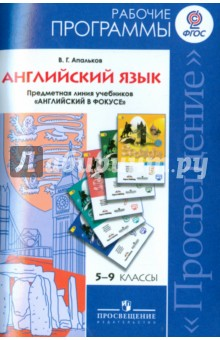 РАБОЧИЕ
ПРОГРАММЫ
ФГОС
В. Г. Апальков
АНГЛИЙСКИЙ ЯЗЫК
Предметная линия учебников
«АНГЛИЙСКИЙ В ФОКУСЕ»
5–9 КЛАССЫ
ПРОСВЕЩЕНИЕ
ИЗДАТЕЛЬСТВО
«Просвещение»